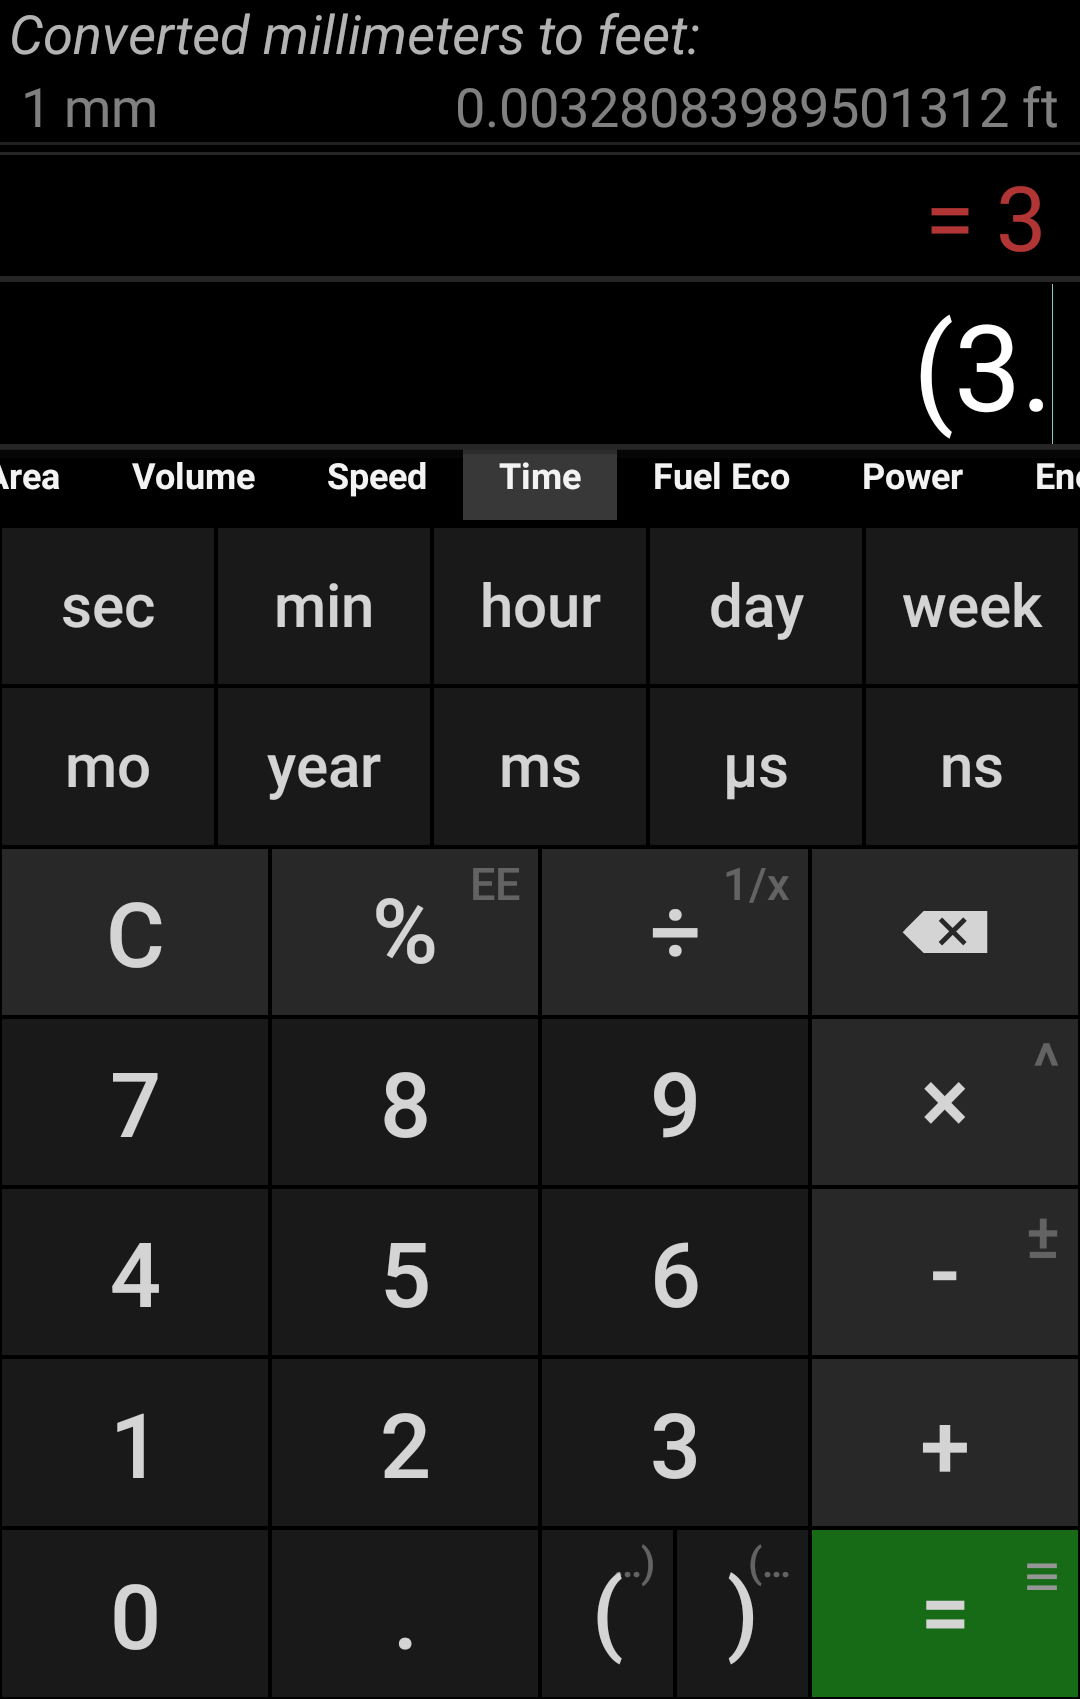 Converted millimeters to feet:
1 mm 0.00328083989501312 ft
= 3
(3.
Area Volume Speed Time Fuel Eco Power
sec min hour day week
mo year ms µs ns
C % EE ÷ 1/x
7 8 9 × ^
4 5 6 - ±
1 2 3 +
0 . ( ...) ) (... = ≡